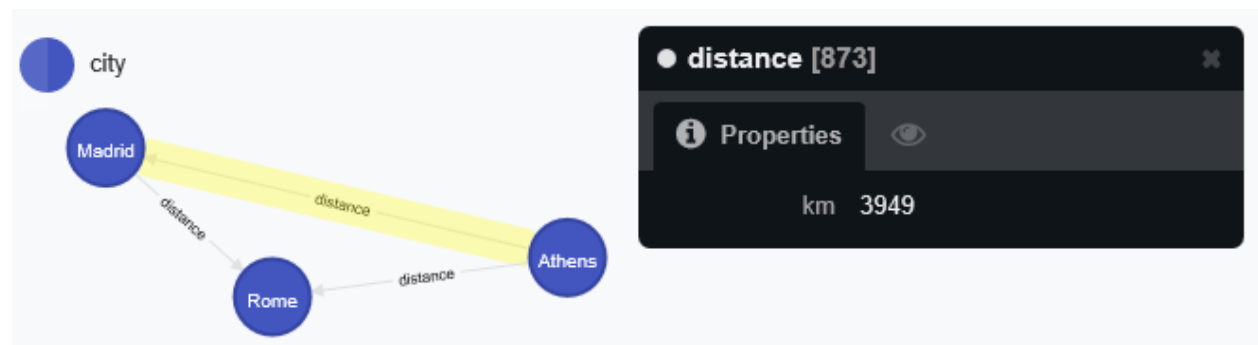 city
Madrid
distance
distance
Athens
distance
Rome
distance [873]
Properties
km 3949